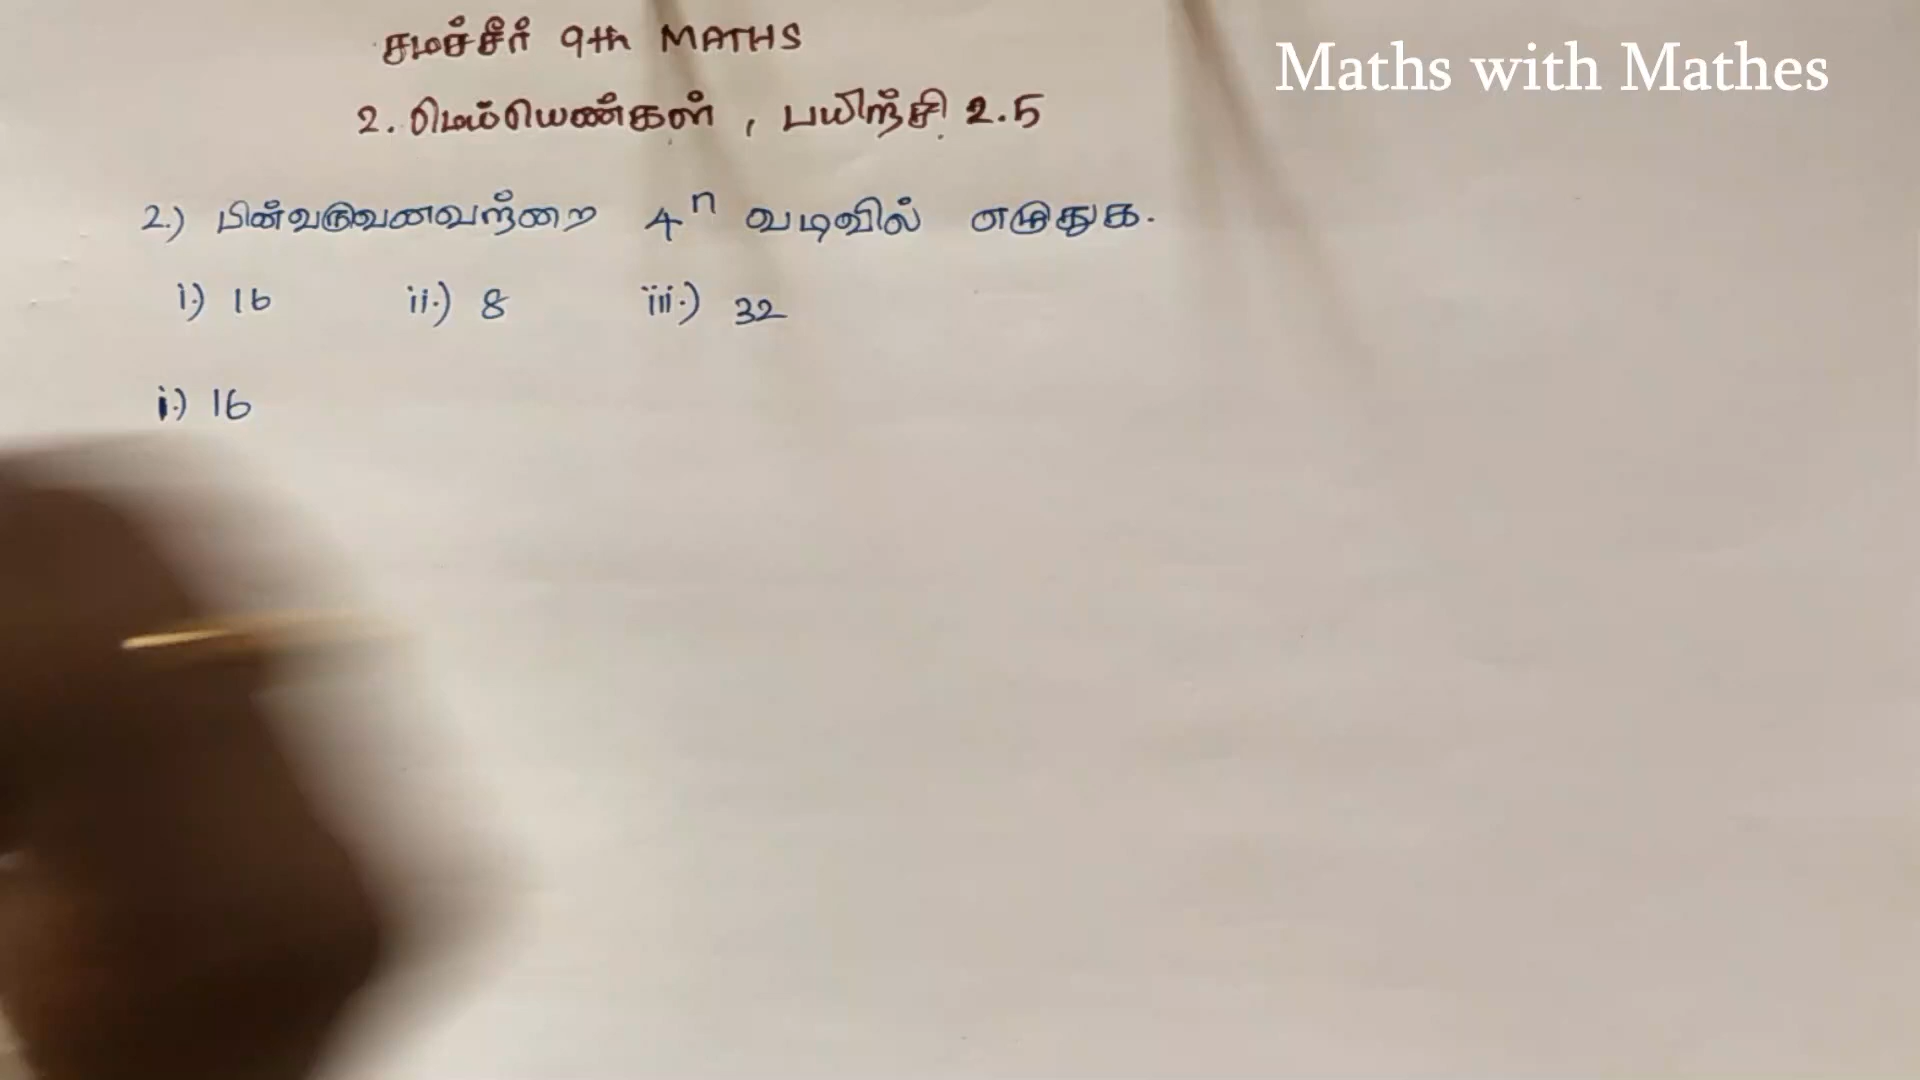 சமச்சீர் 9th MATHS
Maths with Mathes
2. மெய்யெண்கள் , பயிற்சி 2.5
2.) பின்வருவனவற்றை 4ⁿ வடிவில் எழுதுக.
i.) 16 ii.) 8 iii.) 32
i.) 16